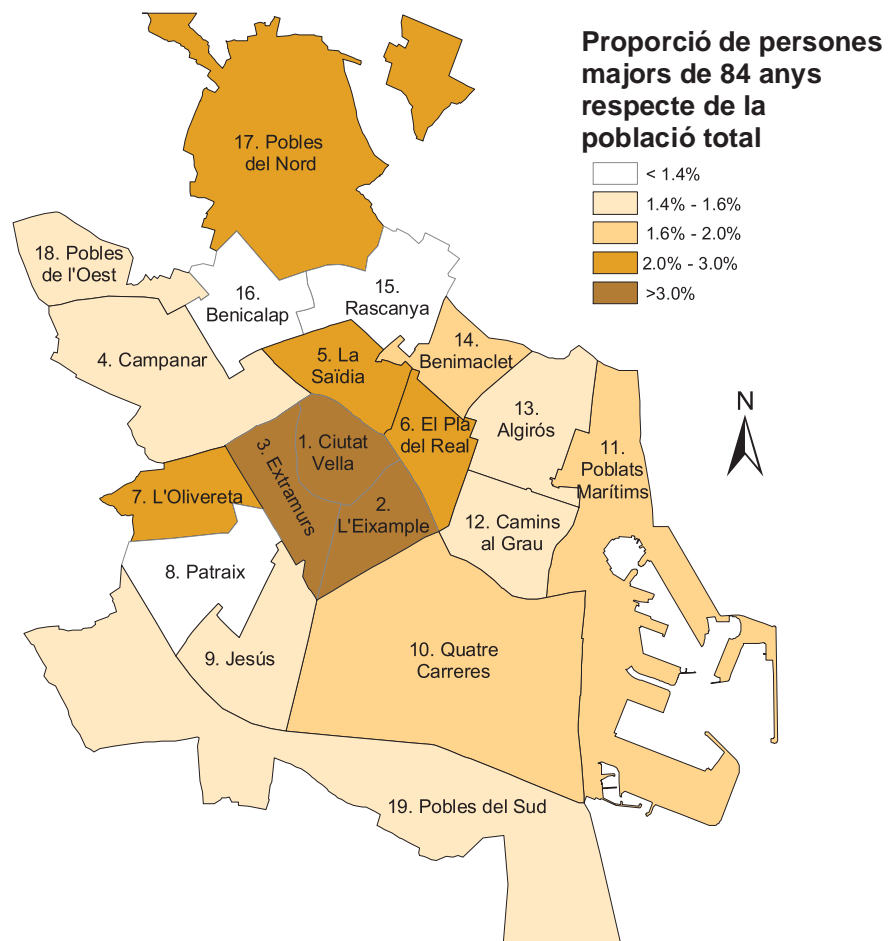 Proporció de persones
majors de 84 anys
respecte de la
població total
< 1.4%
1.4% - 1.6%
1.6% - 2.0%
2.0% - 3.0%
>3.0%
17. Pobles
del Nord
18. Pobles
de l'Oest
16.
Benicalap
15.
Rascanya
4. Campanar
5. La
Saïdia
14.
Benimaclet
N
13.
Algirós
6. El Pla
del Real
1. Ciutat
Vella
3. Extramurs
11.
Poblats
Marítims
7. L'Olivereta
2.
L'Eixample
12. Camins
al Grau
8. Patraix
9. Jesús
10. Quatre
Carreres
19. Pobles del Sud